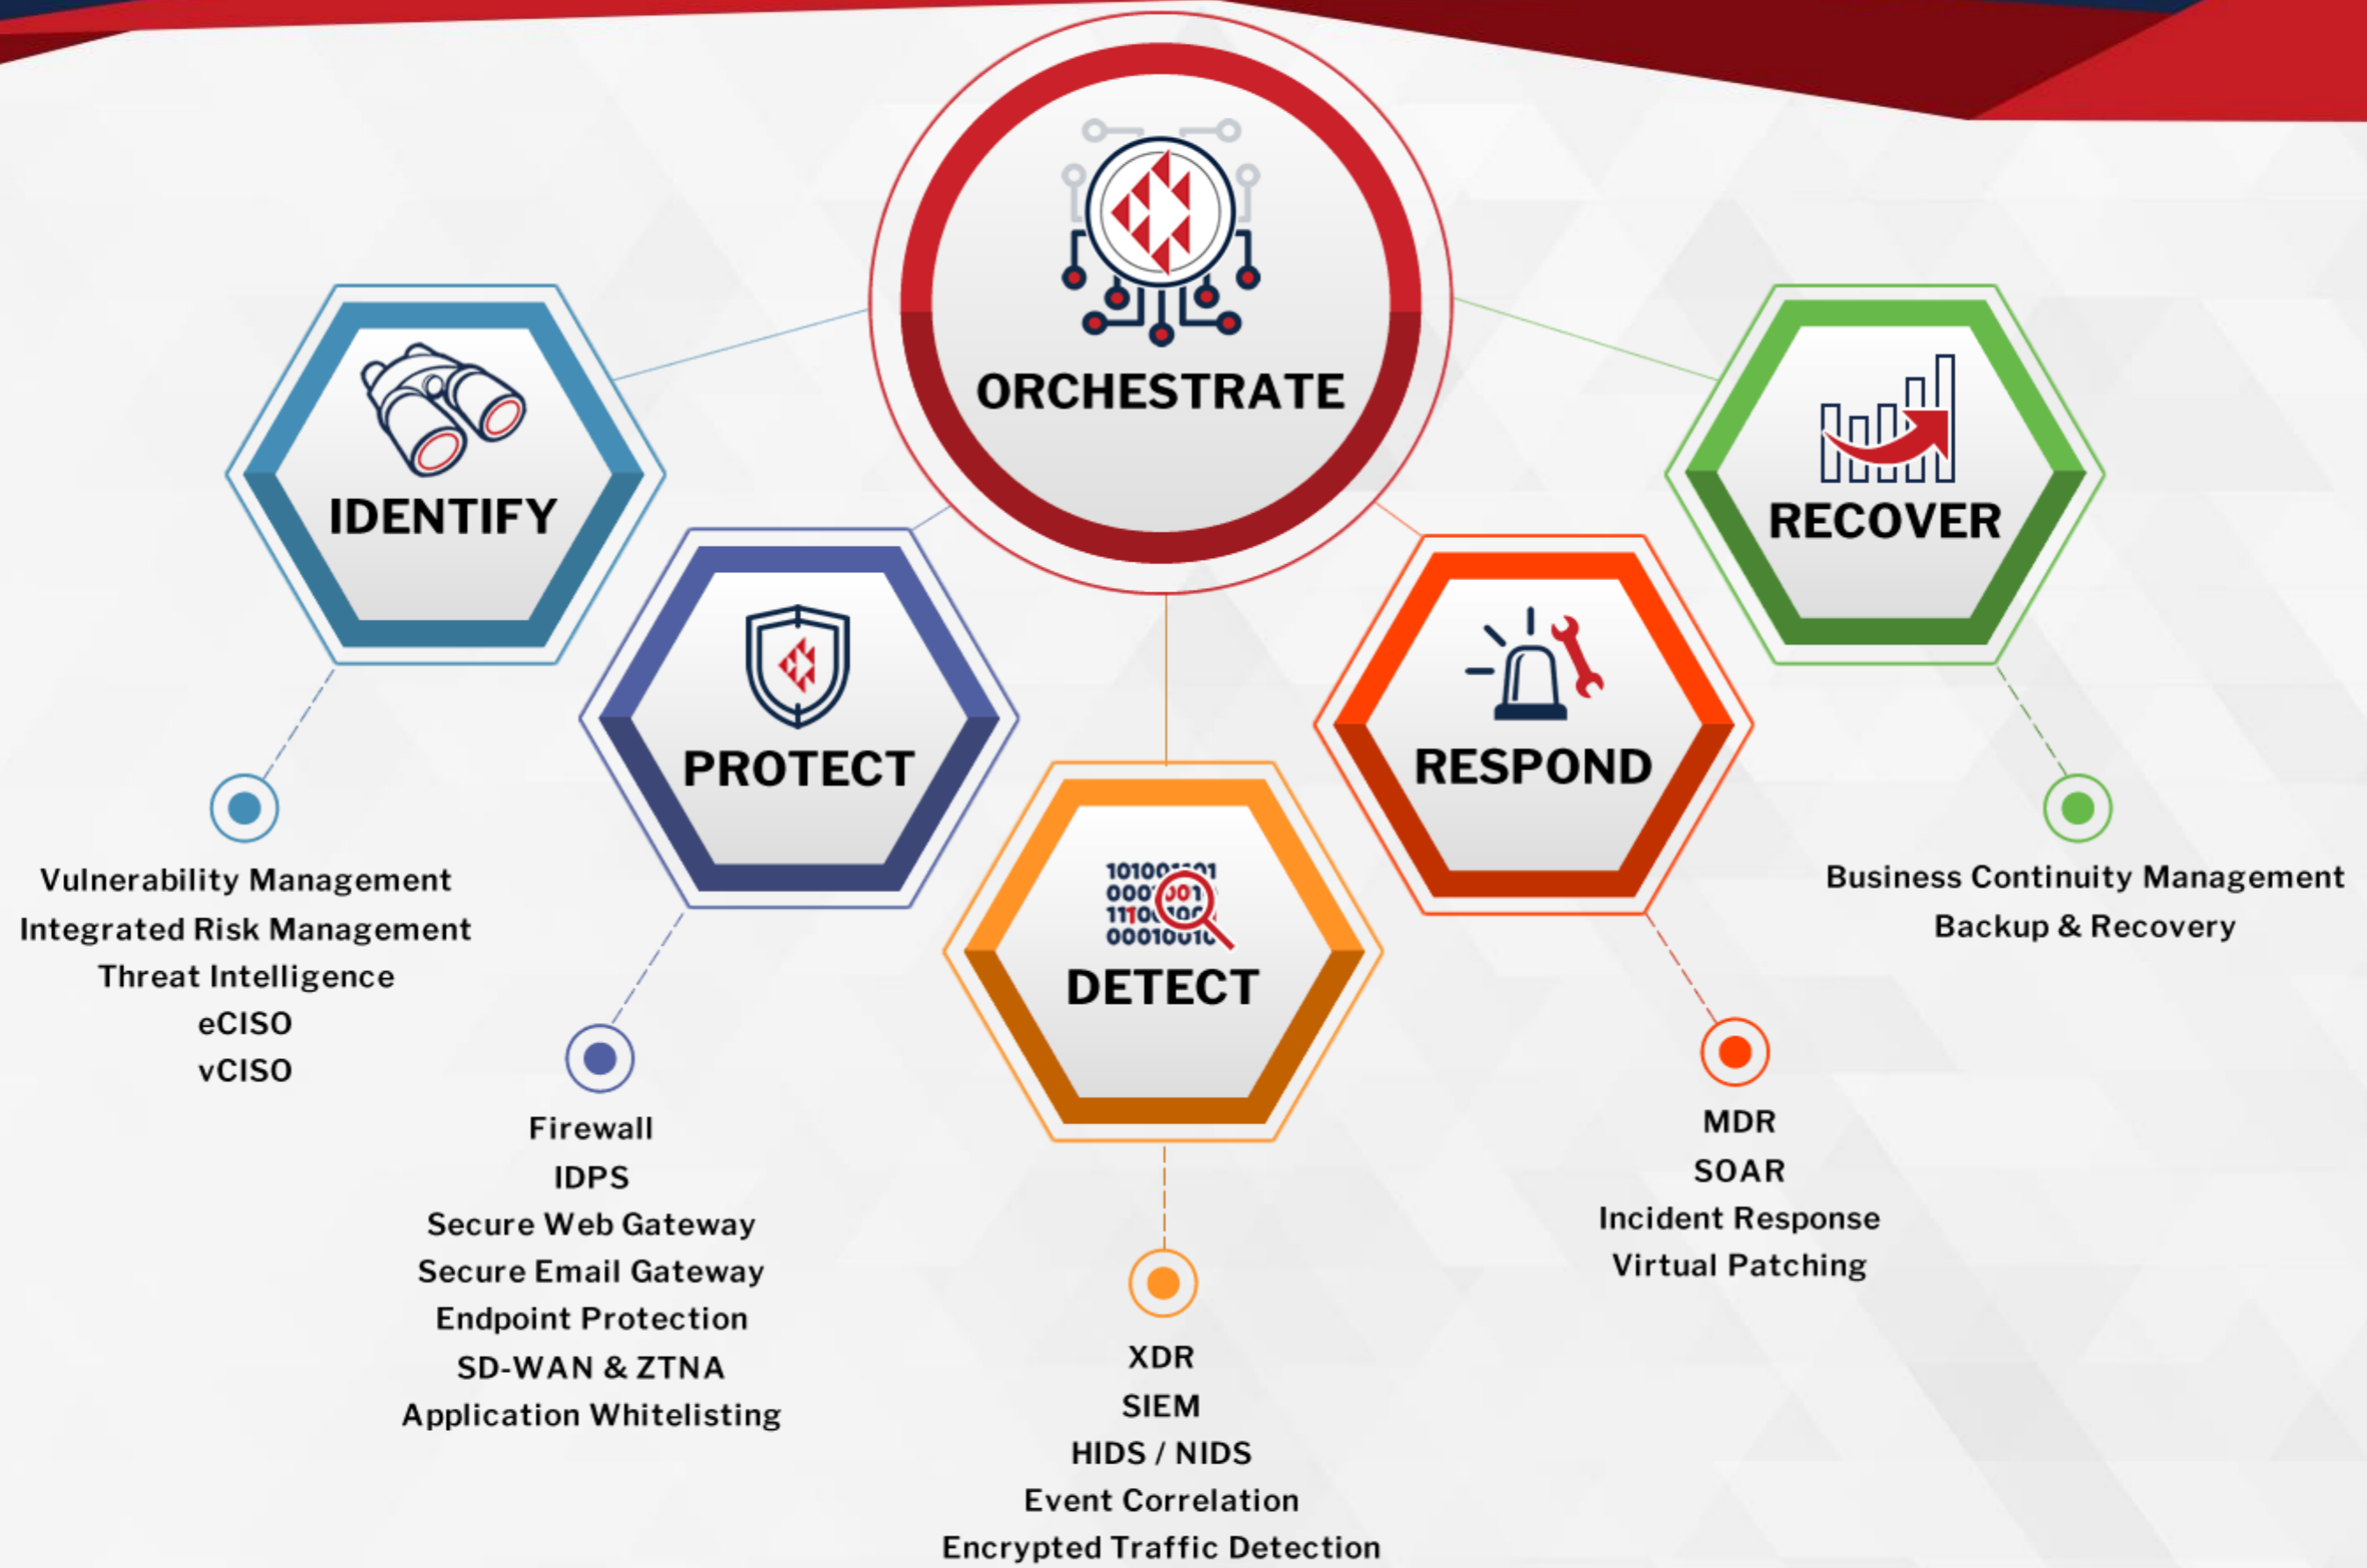 ORCHESTRATE
IDENTIFY
Vulnerability Management
Integrated Risk Management
Threat Intelligence
eCISO
vCISO
PROTECT
Firewall
IDPS
Secure Web Gateway
Secure Email Gateway
Endpoint Protection
SD-WAN & ZTNA
Application Whitelisting
DETECT
XDR
SIEM
HIDS / NIDS
Event Correlation
Encrypted Traffic Detection
RESPOND
MDR
SOAR
Incident Response
Virtual Patching
RECOVER
Business Continuity Management
Backup & Recovery